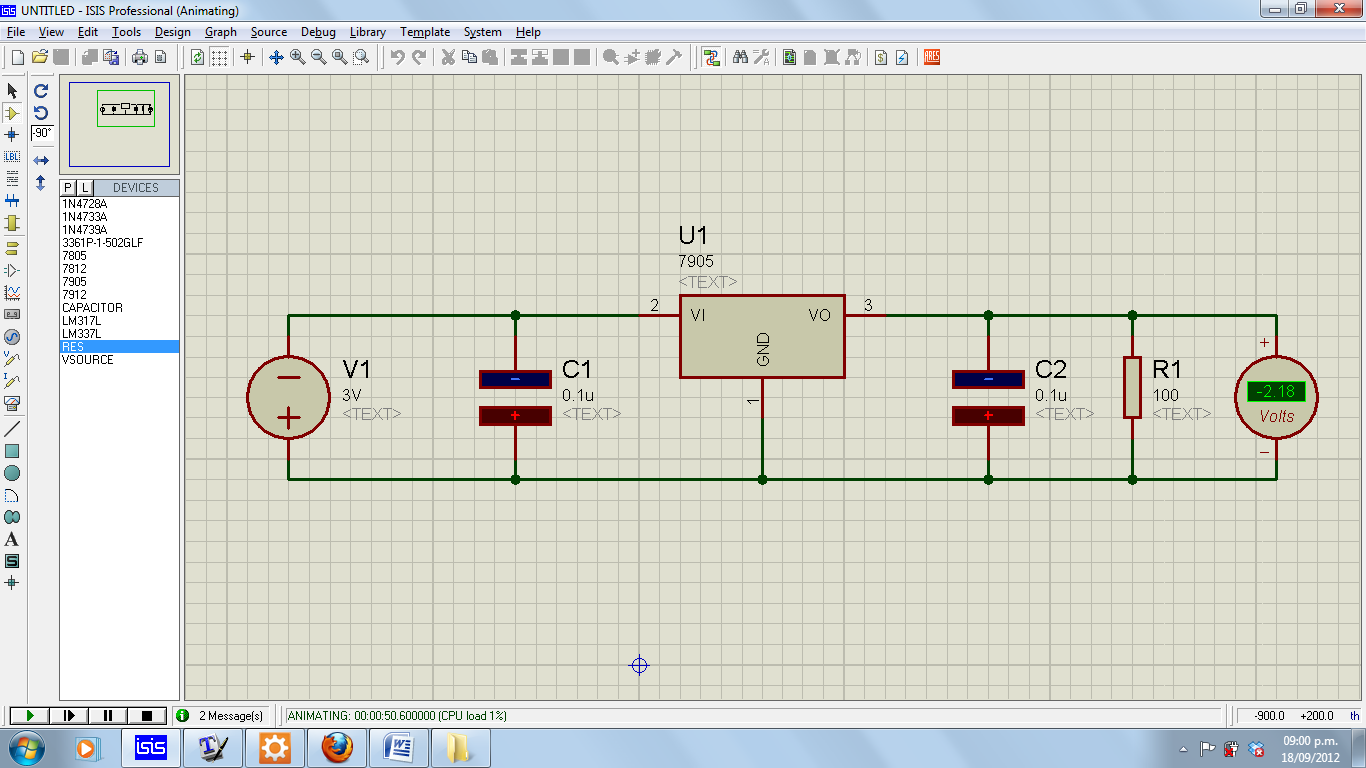 UNTITLED - ISIS Professional (Animating)
File View Edit Tools Design Graph Source Debug Library Template System Help
ARES
LBL
-90°
P L DEVICES
1N4728A
1N4733A
1N4739A
3361P-1-502GLF
7805
7812
7905
7912
CAPACITOR
LM317L
LM337L
RES
VSOURCE
A
S
U1
7905
<TEXT>
2 VI VO 3
GND
1
V1
3V
<TEXT>
C1
0.1u
<TEXT>
C2
0.1u
<TEXT>
R1
100
<TEXT>
+
-2.18
Volts
2 Message(s) ANIMATING: 00:00:50.600000 (CPU load 1%) -900.0 +200.0 th
isis
09:00 p.m.
18/09/2012